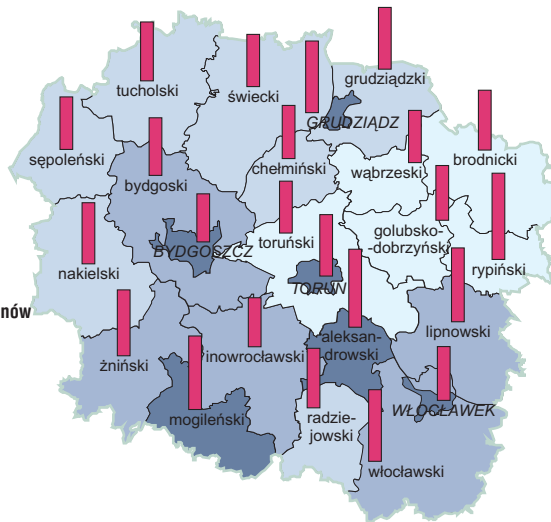 grudziądzki
tucholski
świecki
GRUDZIĄDZ
sępoleński
chełmiński
wąbrzeski
brodnicki
bydgoski
golubsko-
-dobrzyński
toruński
BYDGOSZCZ
nakielski
rypiński
TORUŃ
nów
lipnowski
aleksan-
drowski
żniński
inowrocławski
WŁOCŁAWEK
mogileński
radzie-
jowski
włocławski